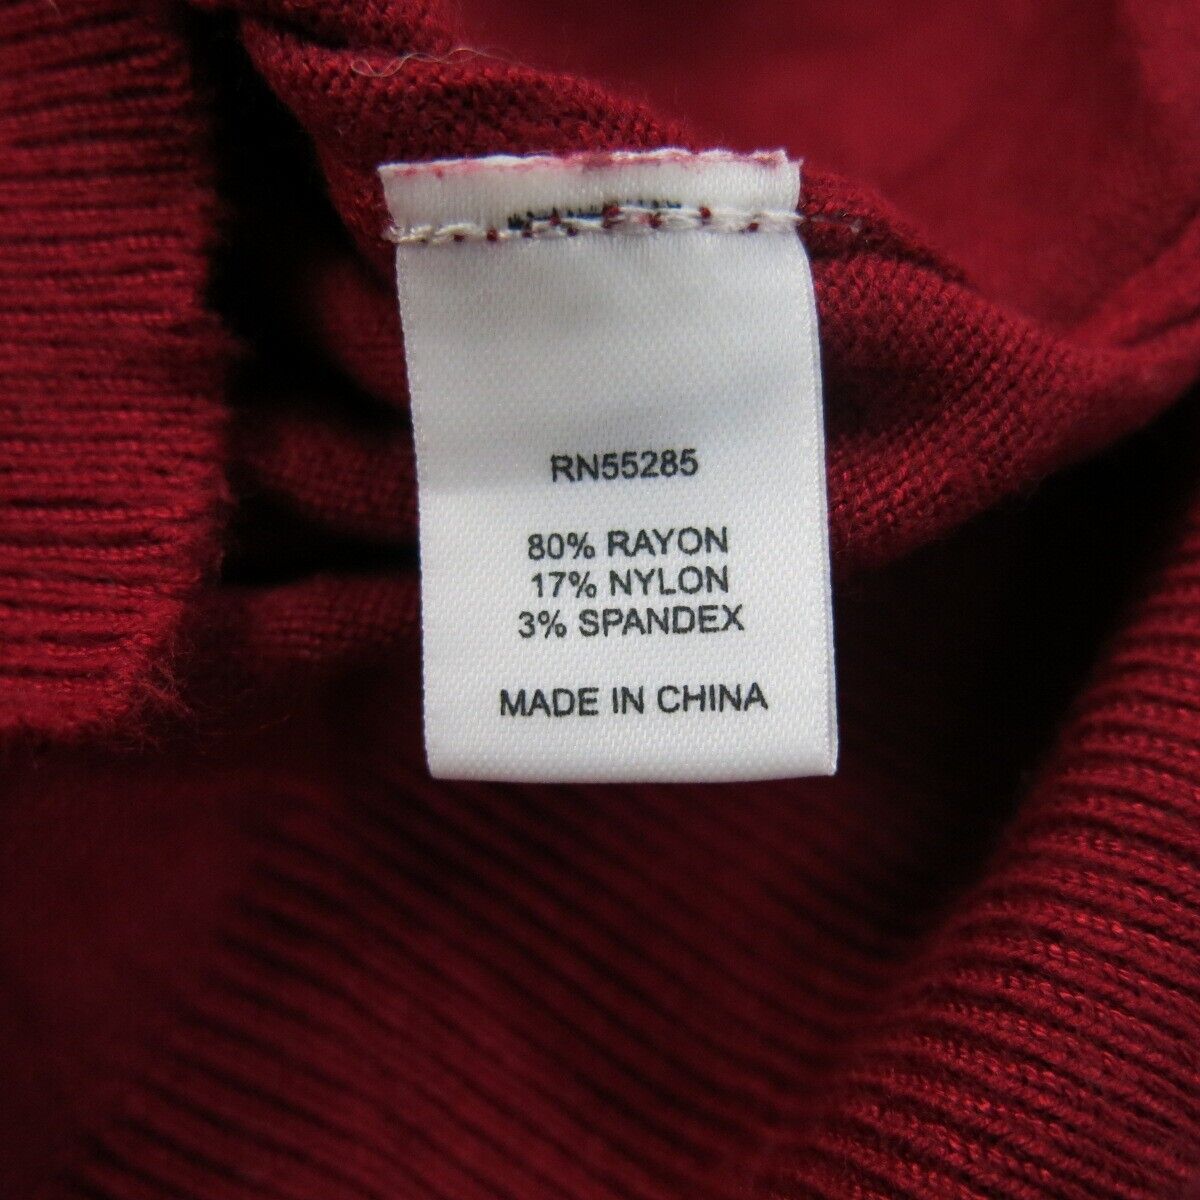 RN55285
80% RAYON
17% NYLON
3% SPANDEX
MADE IN CHINA